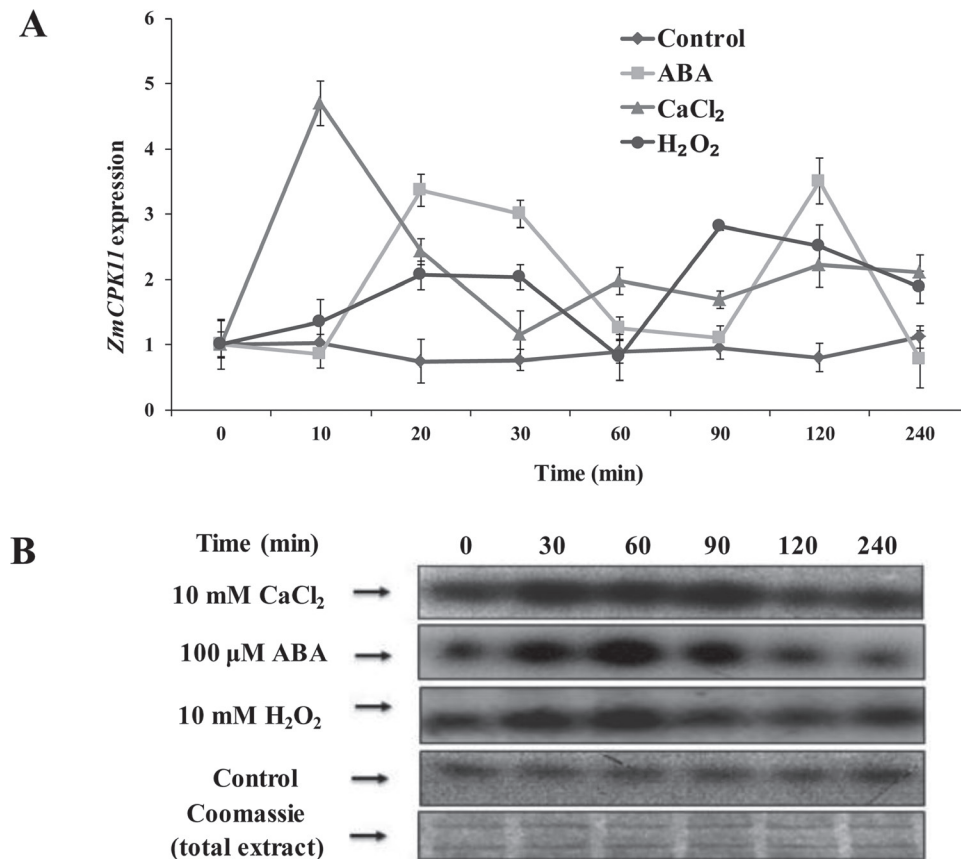 A
6
5
4
3
2
1
0
ZmCPK11 expression
Control
ABA
CaCl₂
H₂O₂
0 10 20 30 60 90 120 240
Time (min)
B
Time (min) 0 30 60 90 120 240
10 mM CaCl₂
100 µM ABA
10 mM H₂O₂
Control
Coomassie
(total extract)